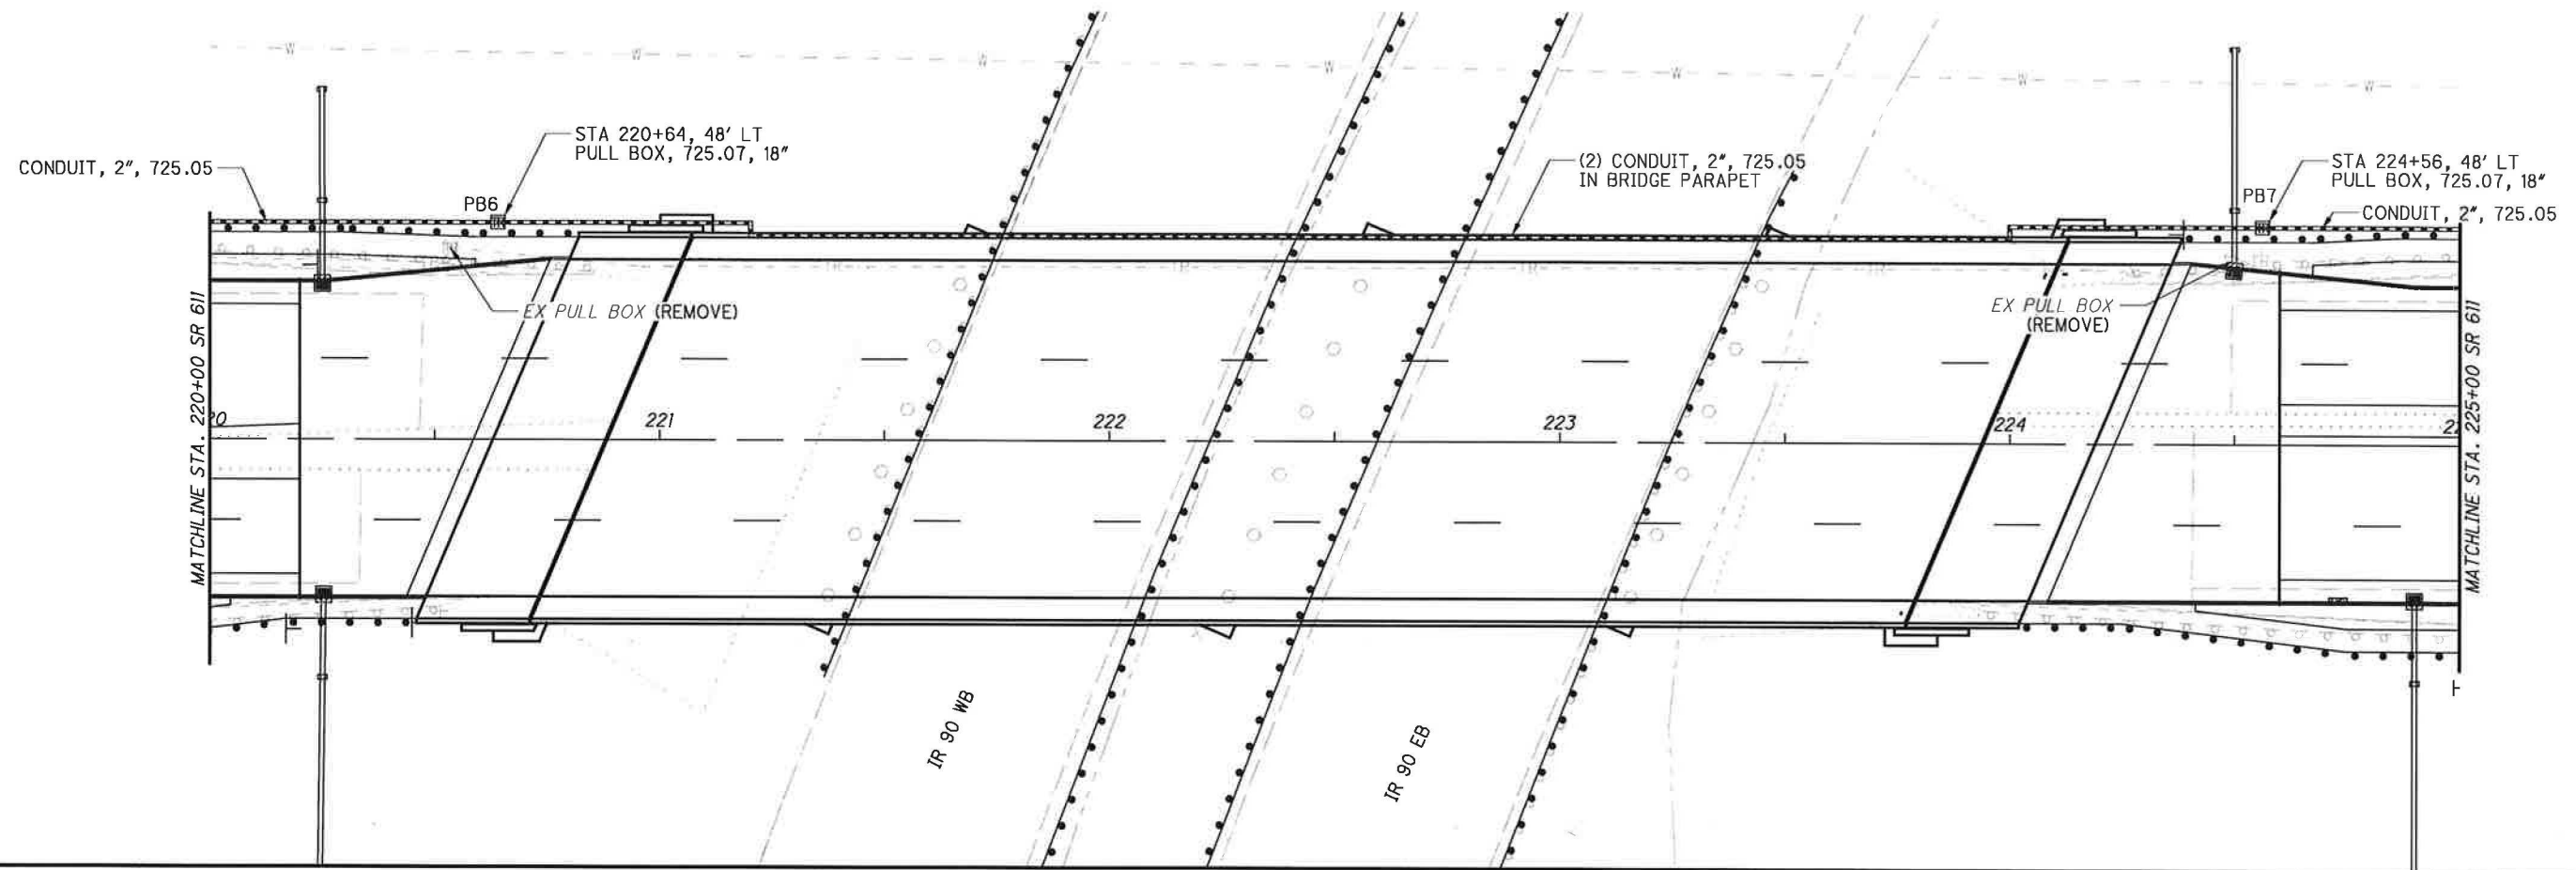 STA 220+64, 48' LT
PULL BOX, 725.07, 18"
CONDUIT, 2", 725.05
(2) CONDUIT, 2", 725.05
IN BRIDGE PARAPET
STA 224+56, 48' LT
PULL BOX, 725.07, 18"
CONDUIT, 2", 725.05
PB6
PB7
EX PULL BOX (REMOVE)
EX PULL BOX
(REMOVE)
MATCHLINE STA. 220+00 SR 611
MATCHLINE STA. 225+00 SR 611
221
222
223
224
IR 90 WB
IR 90 EB
W W W W W W W